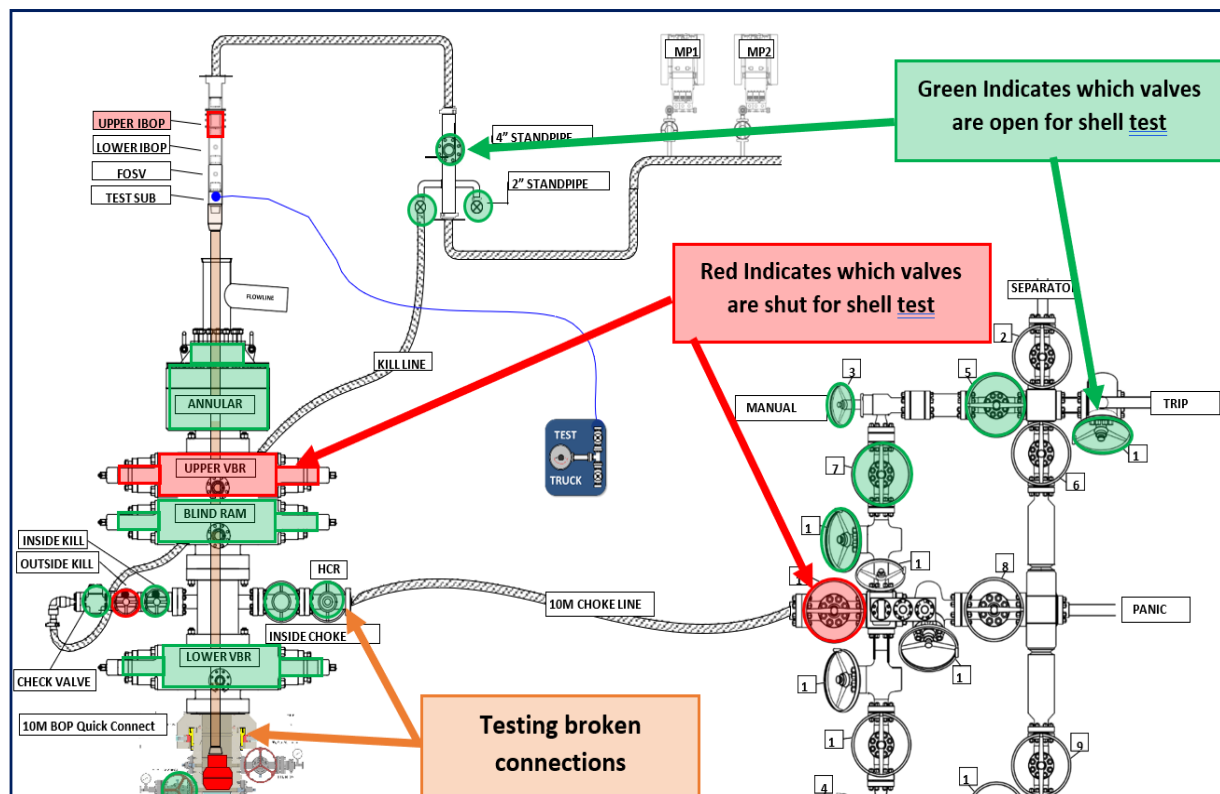 MP1
MP2
Green Indicates which valves
are open for shell test
UPPER IBOP
LOWER IBOP
FOSV
TEST SUB
4” STANDPIPE
2” STANDPIPE
Red Indicates which valves
are shut for shell test
FLOWLINE
SEPARATOR
2
KILL LINE
3
5
MANUAL
TRIP
ANNULAR
1
TEST
TRUCK
UPPER VBR
7
6
BLIND RAM
INSIDE KILL
OUTSIDE KILL
1
HCR
1
8
10M CHOKE LINE
PANIC
INSIDE CHOKE
LOWER VBR
CHECK VALVE
1
1
10M BOP Quick Connect
Testing broken
connections
1
9
4
1